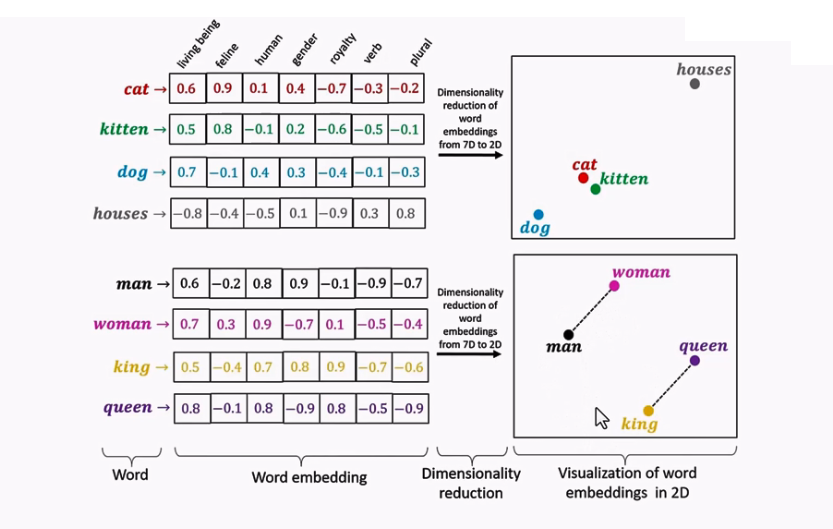 living being feline human gender royalty verb plural
cat → 0.6 0.9 0.1 0.4 −0.7 −0.3 −0.2
kitten → 0.5 0.8 −0.1 0.2 −0.6 −0.5 −0.1
dog → 0.7 −0.1 0.4 0.3 −0.4 −0.1 −0.3
houses → −0.8 −0.4 −0.5 0.1 −0.9 0.3 0.8
Dimensionality
reduction of
word
embeddings
from 7D to 2D
houses
cat
kitten
dog
man → 0.6 −0.2 0.8 0.9 −0.1 −0.9 −0.7
woman → 0.7 0.3 0.9 −0.7 0.1 −0.5 −0.4
king → 0.5 −0.4 0.7 0.8 0.9 −0.7 −0.6
queen → 0.8 −0.1 0.8 −0.9 0.8 −0.5 −0.9
Dimensionality
reduction of
word
embeddings
from 7D to 2D
woman
man
queen
king
Word
Word embedding
Dimensionality
reduction
Visualization of word
embeddings in 2D